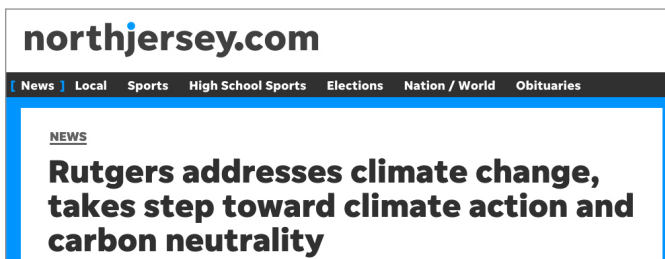 northjersey.com
[ News ] Local Sports High School Sports Elections Nation / World Obituaries
NEWS
Rutgers addresses climate change,
takes step toward climate action and
carbon neutrality